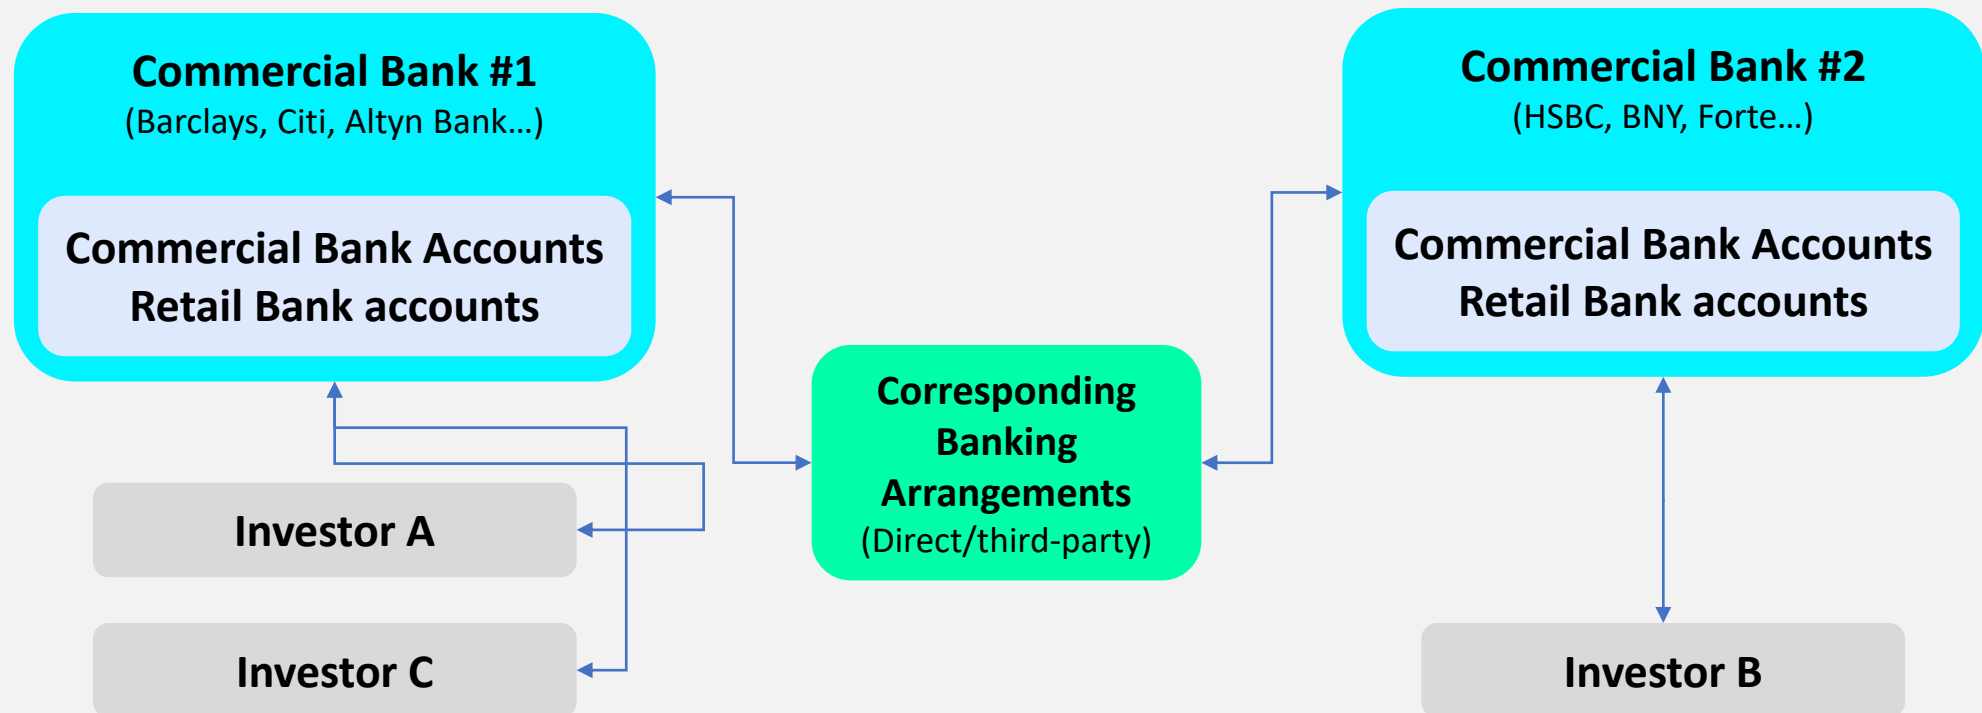 Commercial Bank #1
(Barclays, Citi, Altyn Bank…)
Commercial Bank Accounts
Retail Bank accounts
Commercial Bank #2
(HSBC, BNY, Forte…)
Commercial Bank Accounts
Retail Bank accounts
Corresponding
Banking
Arrangements
(Direct/third-party)
Investor A
Investor C
Investor B